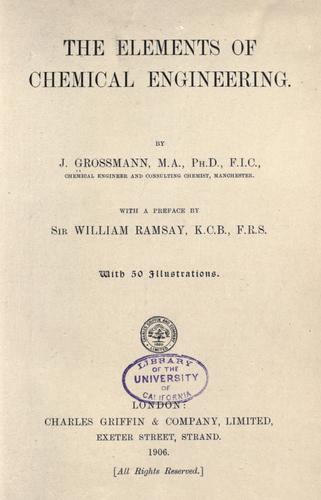 THE ELEMENTS OF
CHEMICAL ENGINEERING.
BY
J. GROSSMANN, M.A., PH.D., F.I.C.,
CHEMICAL ENGINEER AND CONSULTING CHEMIST, MANCHESTER.
WITH A PREFACE BY
SIR WILLIAM RAMSAY, K.C.B., F.R.S.
With 50 Illustrations.
LIBRARY
OF THE
UNIVERSITY
OF
CALIFORNIA
LONDON:
CHARLES GRIFFIN & COMPANY, LIMITED,
EXETER STREET, STRAND.
1906.
[All Rights Reserved.]